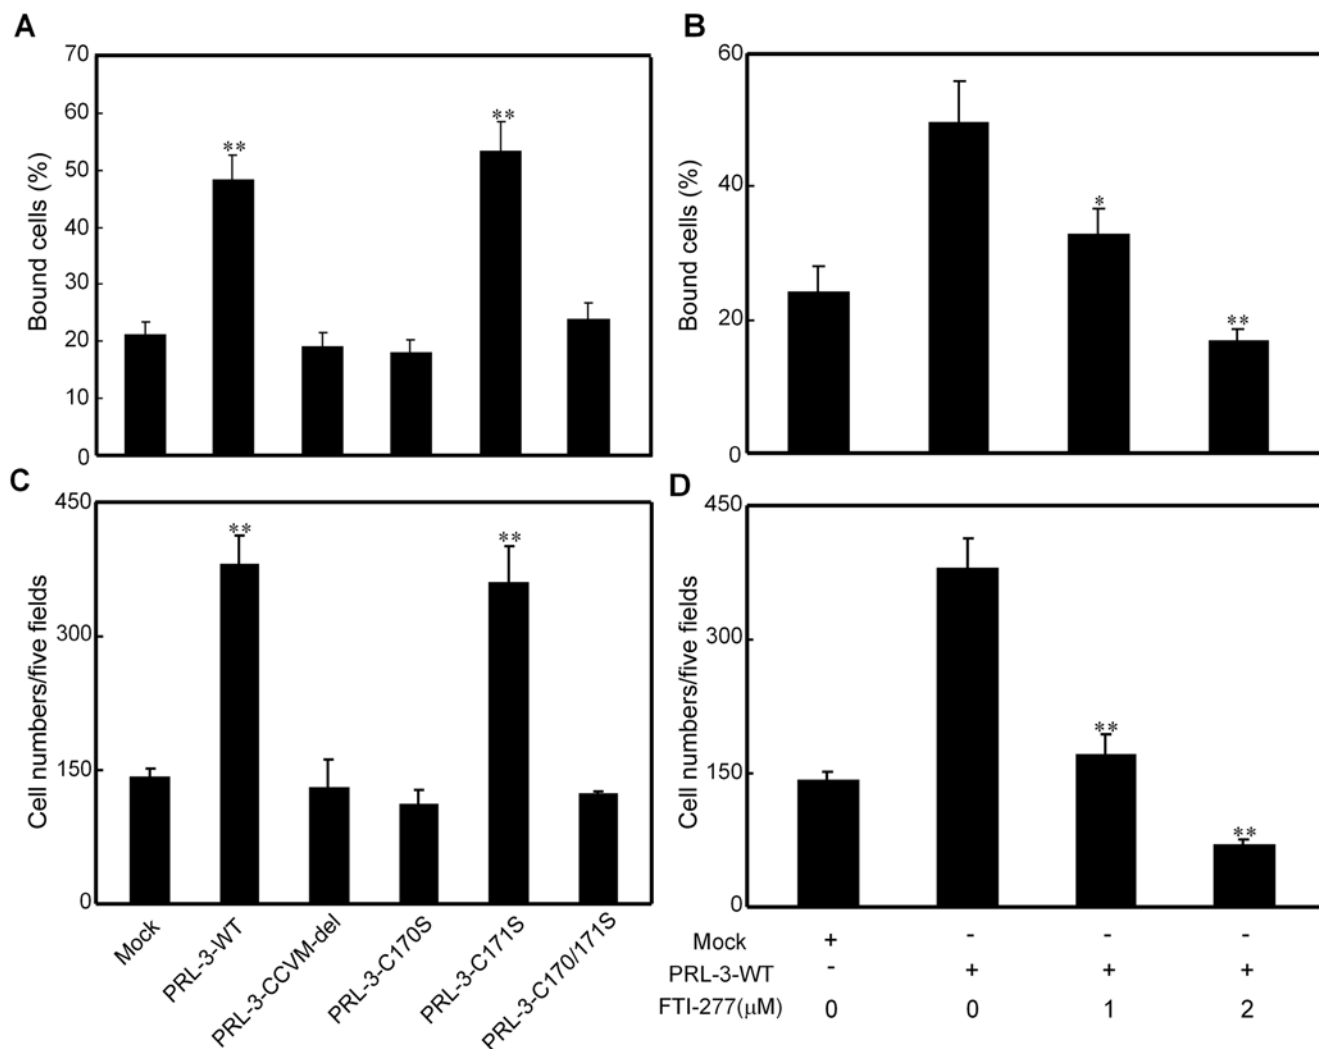 A
70
60
50
40
30
20
10
0
Bound cells (%)
**
**
B
60
40
20
0
Bound cells (%)
*
**
C
450
300
150
0
Cell numbers/five fields
**
**
Mock
PRL-3-WT
PRL-3-CCVM-del
PRL-3-C170S
PRL-3-C171S
PRL-3-C170/171S
D
450
300
150
0
Cell numbers/five fields
**
**
Mock + - - -
PRL-3-WT - + + +
FTI-277(μM) 0 0 1 2